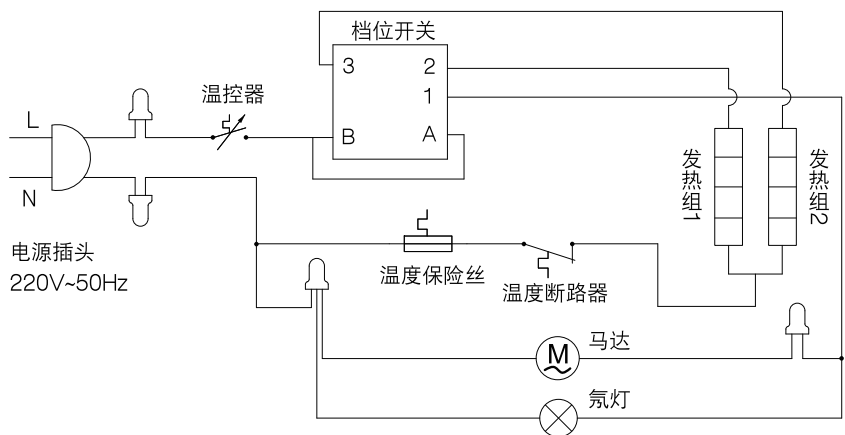 档位开关
3
2
1
温控器
L
B
A
N
发热组1
发热组2
电源插头
220V~50Hz
温度保险丝
温度断路器
M
马达
氖灯